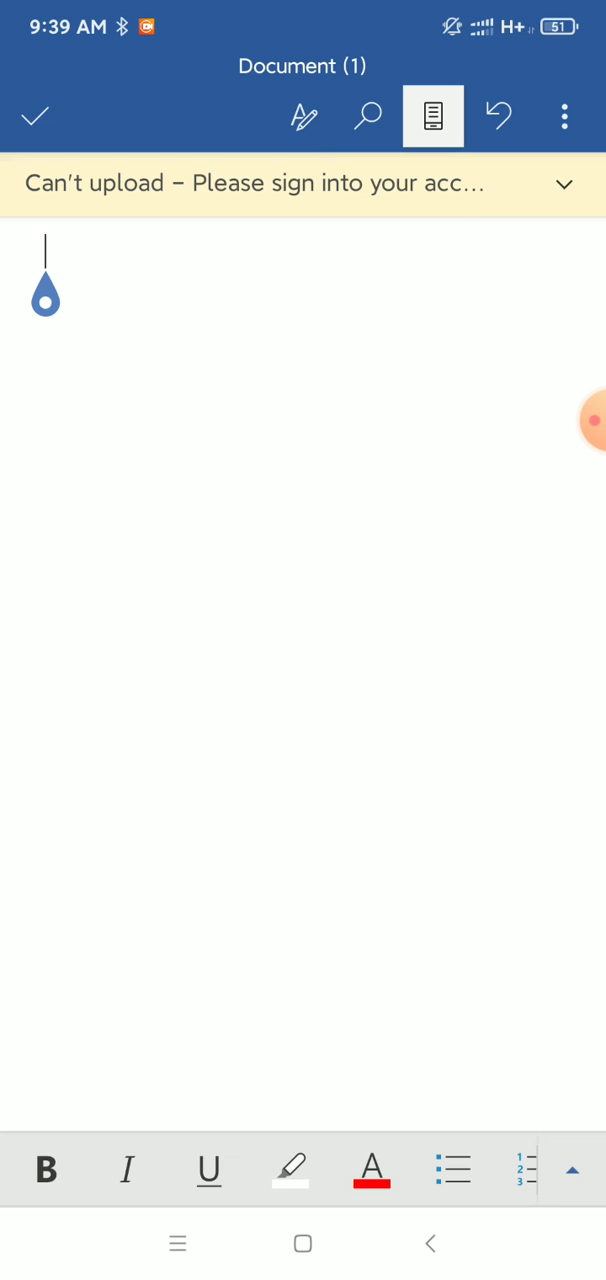 9:39 AM H+ 51
Document (1)
Can't upload – Please sign into your acc...
B I U A 1 2 3